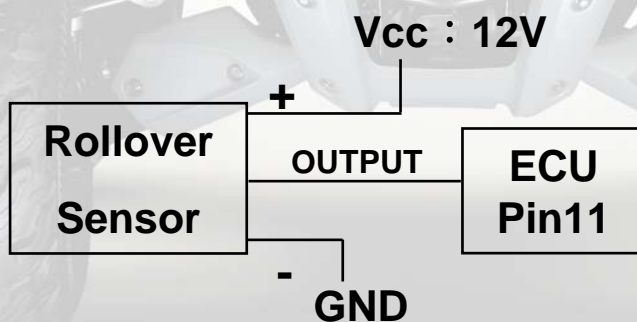 Vcc：12V
+
Rollover
Sensor
OUTPUT
ECU
Pin11
-
GND